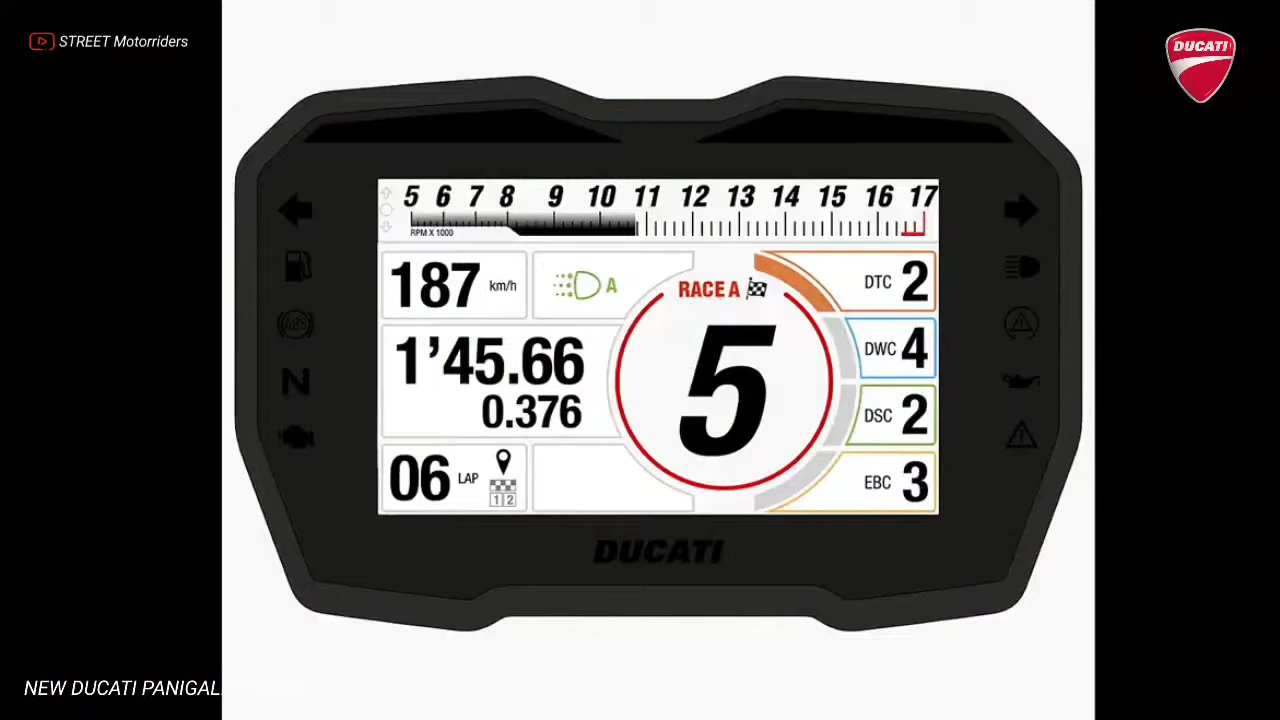 STREET Motorriders
DUCATI
5 6 7 8 9 10 11 12 13 14 15 16 17
RPM X 1000
187 km/h
A
RACE A
DTC 2
DWC 4
DSC 2
EBC 3
5
1’45.66
0.376
06 LAP
1 2
ABS
N
DUCATI
NEW DUCATI PANIGAL